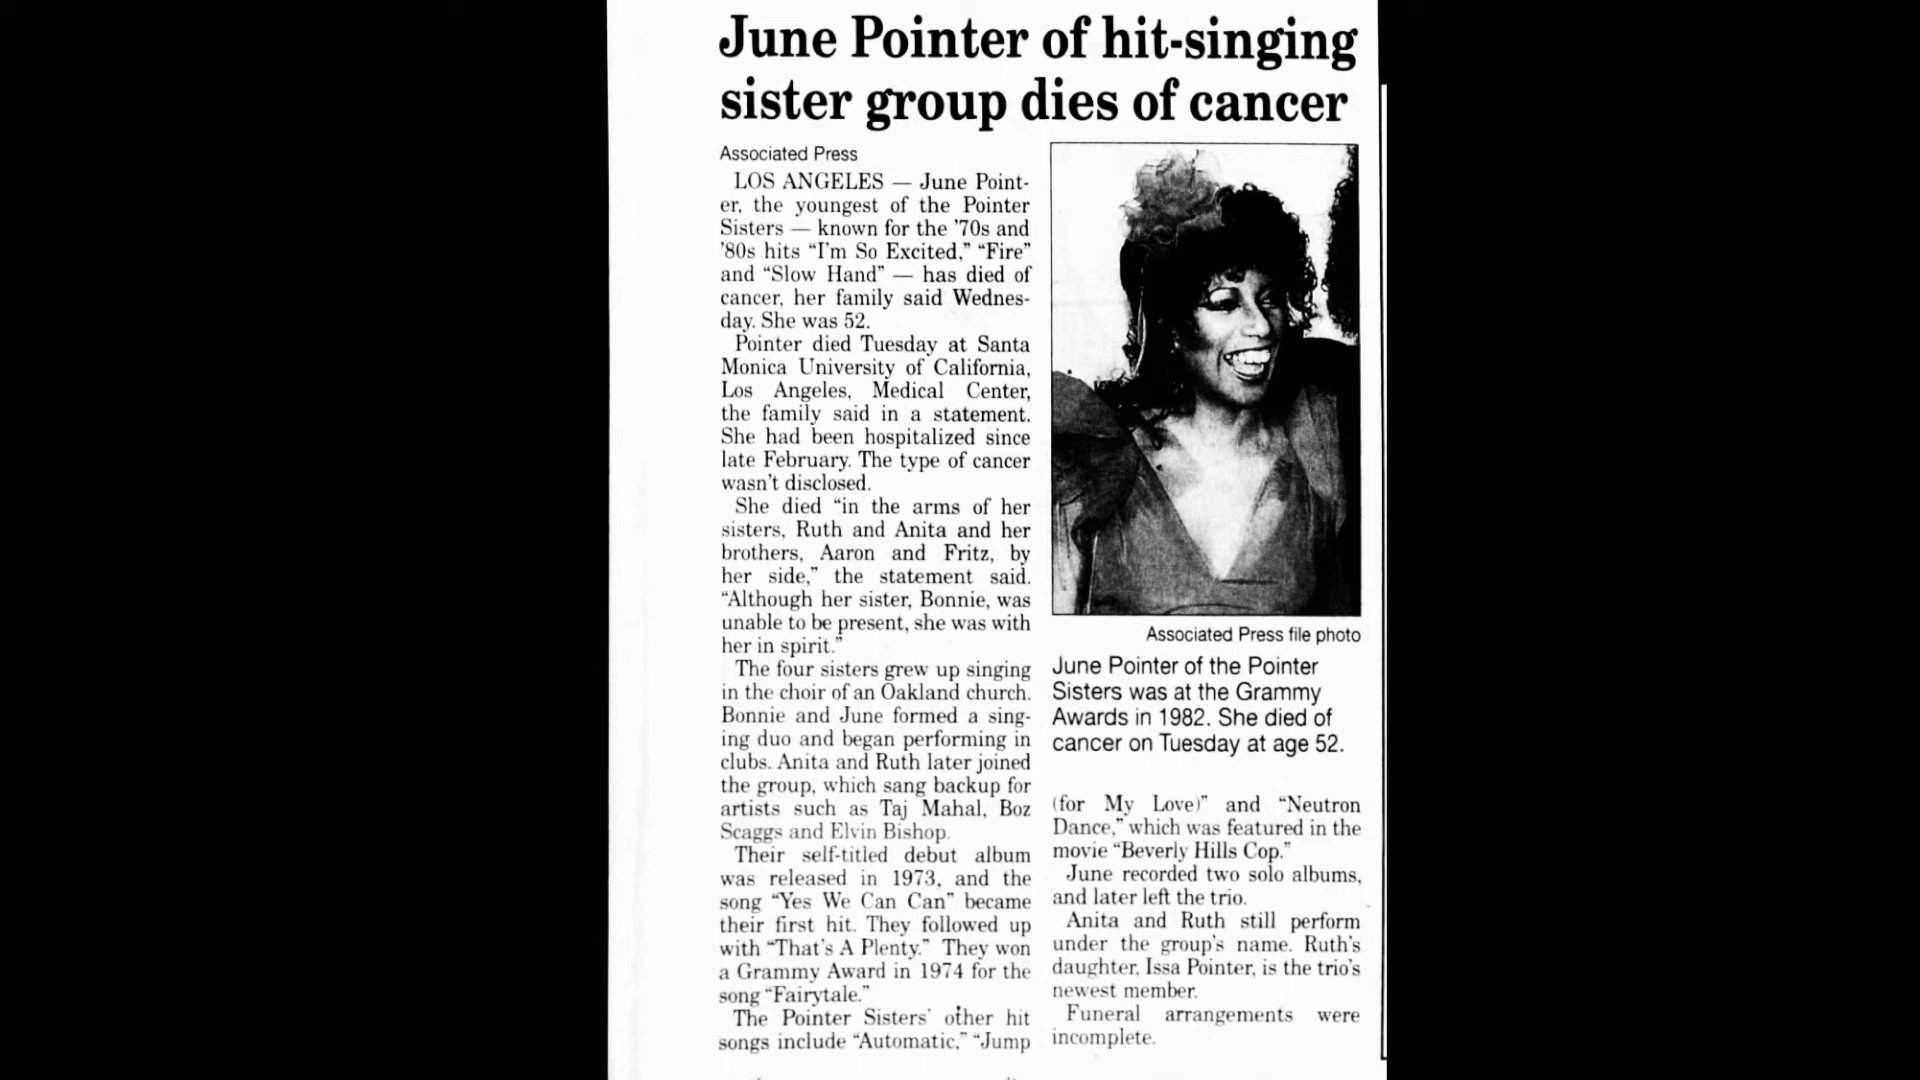 June Pointer of hit-singing
sister group dies of cancer
Associated Press
LOS ANGELES — June Point-
er, the youngest of the Pointer
Sisters — known for the '70s and
'80s hits “I'm So Excited,” “Fire”
and “Slow Hand” — has died of
cancer, her family said Wednes-
day. She was 52.
Pointer died Tuesday at Santa
Monica University of California,
Los Angeles, Medical Center,
the family said in a statement.
She had been hospitalized since
late February. The type of cancer
wasn't disclosed.
She died “in the arms of her
sisters, Ruth and Anita and her
brothers, Aaron and Fritz, by
her side,” the statement said.
“Although her sister, Bonnie, was
unable to be present, she was with
her in spirit.”
The four sisters grew up singing
in the choir of an Oakland church.
Bonnie and June formed a sing-
ing duo and began performing in
clubs. Anita and Ruth later joined
the group, which sang backup for
artists such as Taj Mahal, Boz
Scaggs and Elvin Bishop.
Their self-titled debut album
was released in 1973, and the
song “Yes We Can Can” became
their first hit. They followed up
with “That's A Plenty.” They won
a Grammy Award in 1974 for the
song “Fairytale.”
The Pointer Sisters' other hit
songs include “Automatic,” “Jump
Associated Press file photo
June Pointer of the Pointer
Sisters was at the Grammy
Awards in 1982. She died of
cancer on Tuesday at age 52.
(for My Love)” and “Neutron
Dance,” which was featured in the
movie “Beverly Hills Cop.”
June recorded two solo albums,
and later left the trio.
Anita and Ruth still perform
under the group's name. Ruth's
daughter, Issa Pointer, is the trio's
newest member.
Funeral arrangements were
incomplete.